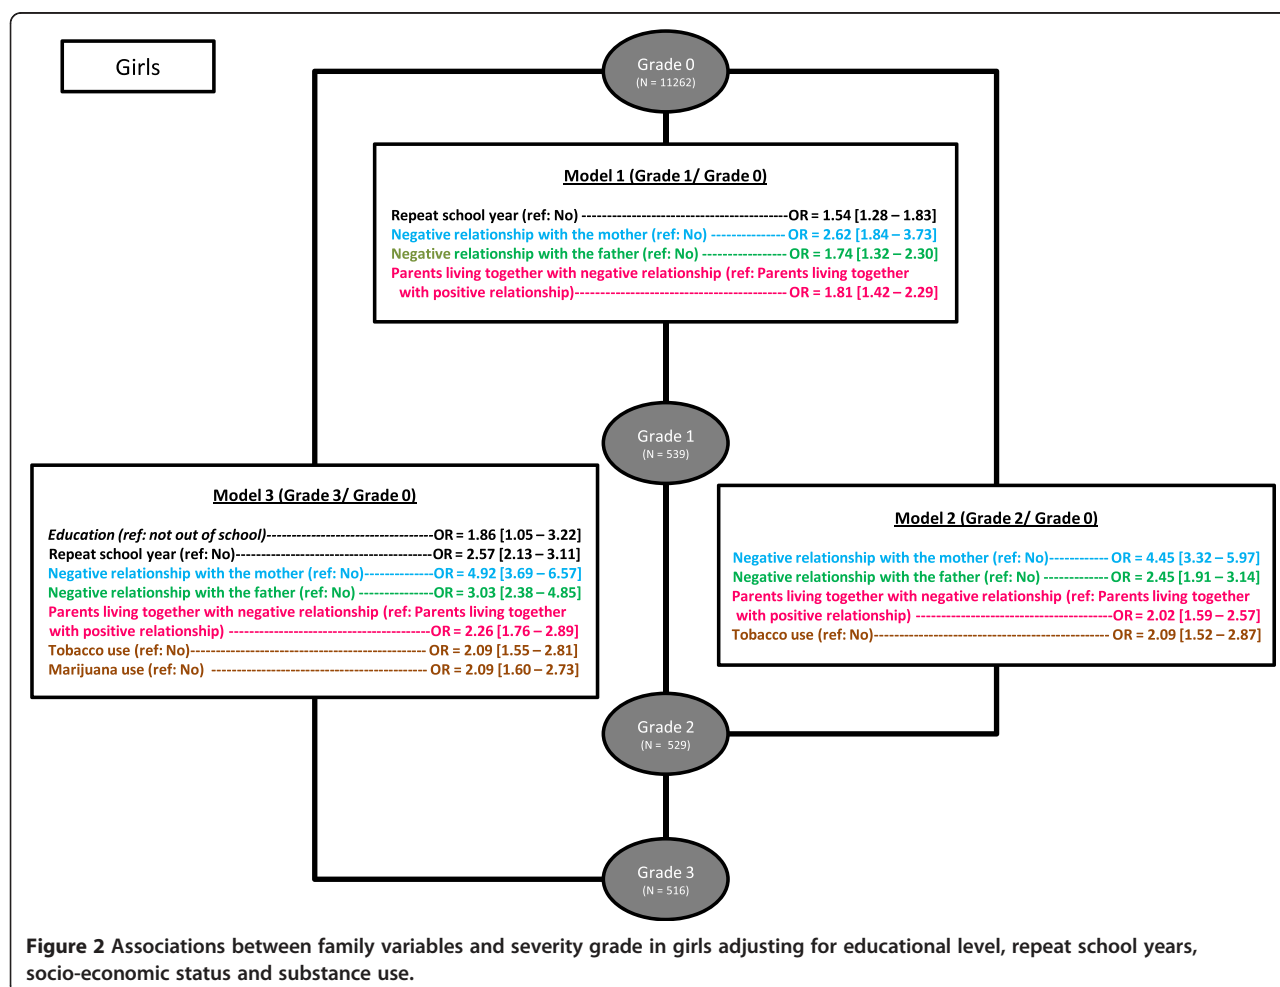 Girls
Grade 0
(N = 11262)
Model 1 (Grade 1/ Grade 0)
Repeat school year (ref: No) ----------------------------------------OR = 1.54 [1.28 – 1.83]
Negative relationship with the mother (ref: No) --------------- OR = 2.62 [1.84 – 3.73]
Negative relationship with the father (ref: No) ----------------- OR = 1.74 [1.32 – 2.30]
Parents living together with negative relationship (ref: Parents living together
with positive relationship)------------------------------------------ OR = 1.81 [1.42 – 2.29]
Grade 1
(N = 539)
Model 3 (Grade 3/ Grade 0)
Education (ref: not out of school)---------------------------------OR = 1.86 [1.05 – 3.22]
Repeat school year (ref: No)---------------------------------------OR = 2.57 [2.13 – 3.11]
Negative relationship with the mother (ref: No)--------------OR = 4.92 [3.69 – 6.57]
Negative relationship with the father (ref: No) ---------------OR = 3.03 [2.38 – 4.85]
Parents living together with negative relationship (ref: Parents living together
with positive relationship) ----------------------------------------OR = 2.26 [1.76 – 2.89]
Tobacco use (ref: No)---------------------------------------------- OR = 2.09 [1.55 – 2.81]
Marijuana use (ref: No) ------------------------------------------ OR = 2.09 [1.60 – 2.73]
Model 2 (Grade 2/ Grade 0)
Negative relationship with the mother (ref: No)------------ OR = 4.45 [3.32 – 5.97]
Negative relationship with the father (ref: No) --------------OR = 2.45 [1.91 – 3.14]
Parents living together with negative relationship (ref: Parents living together
with positive relationship) -------------------------------------- OR = 2.02 [1.59 – 2.57]
Tobacco use (ref: No)---------------------------------------------- OR = 2.09 [1.52 – 2.87]
Grade 2
(N = 529)
Grade 3
(N = 516)
Figure 2 Associations between family variables and severity grade in girls adjusting for educational level, repeat school years,
socio-economic status and substance use.